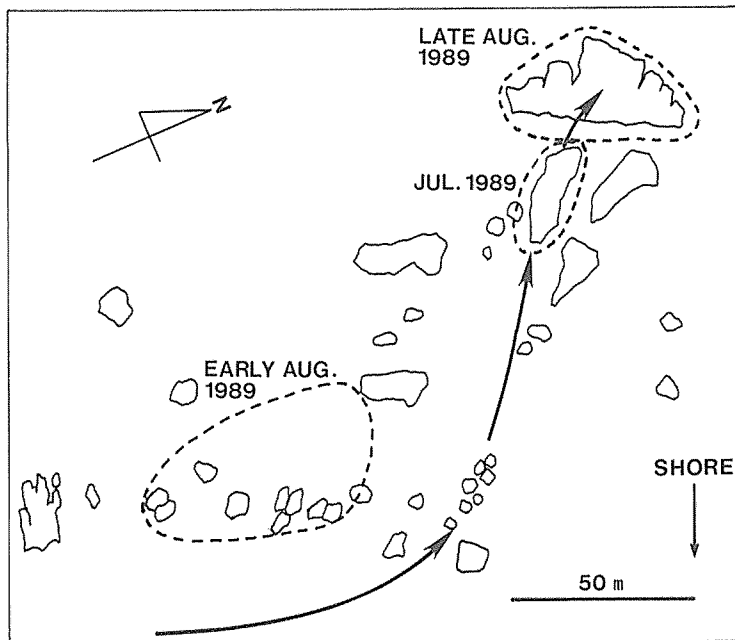 LATE AUG.
1989
N
JUL. 1989
EARLY AUG.
1989
SHORE
50 m